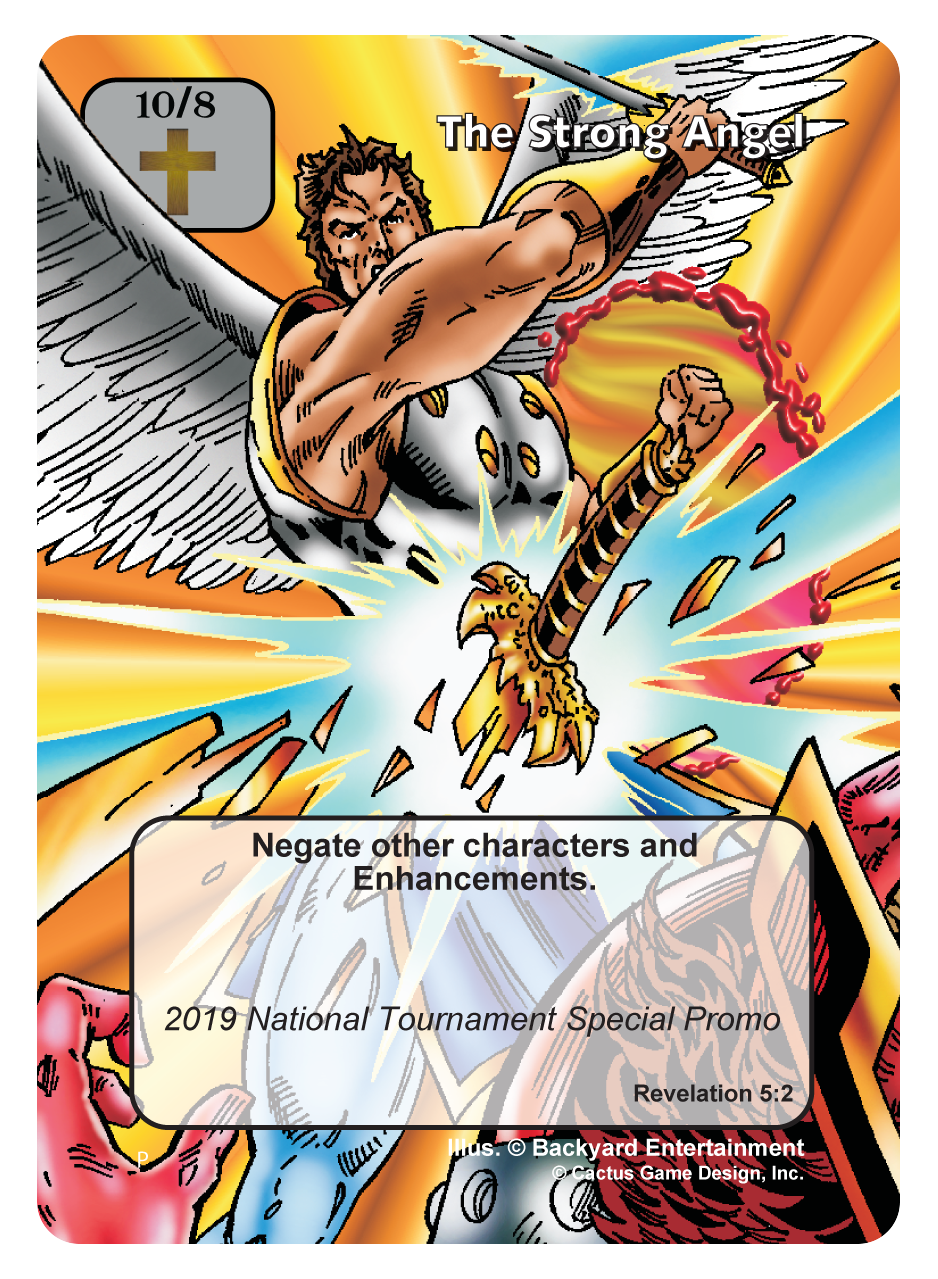 10/8
The Strong Angel
Negate other characters and
Enhancements.
2019 National Tournament Special Promo
Revelation 5:2
P
Illus. © Backyard Entertainment
© Cactus Game Design, Inc.